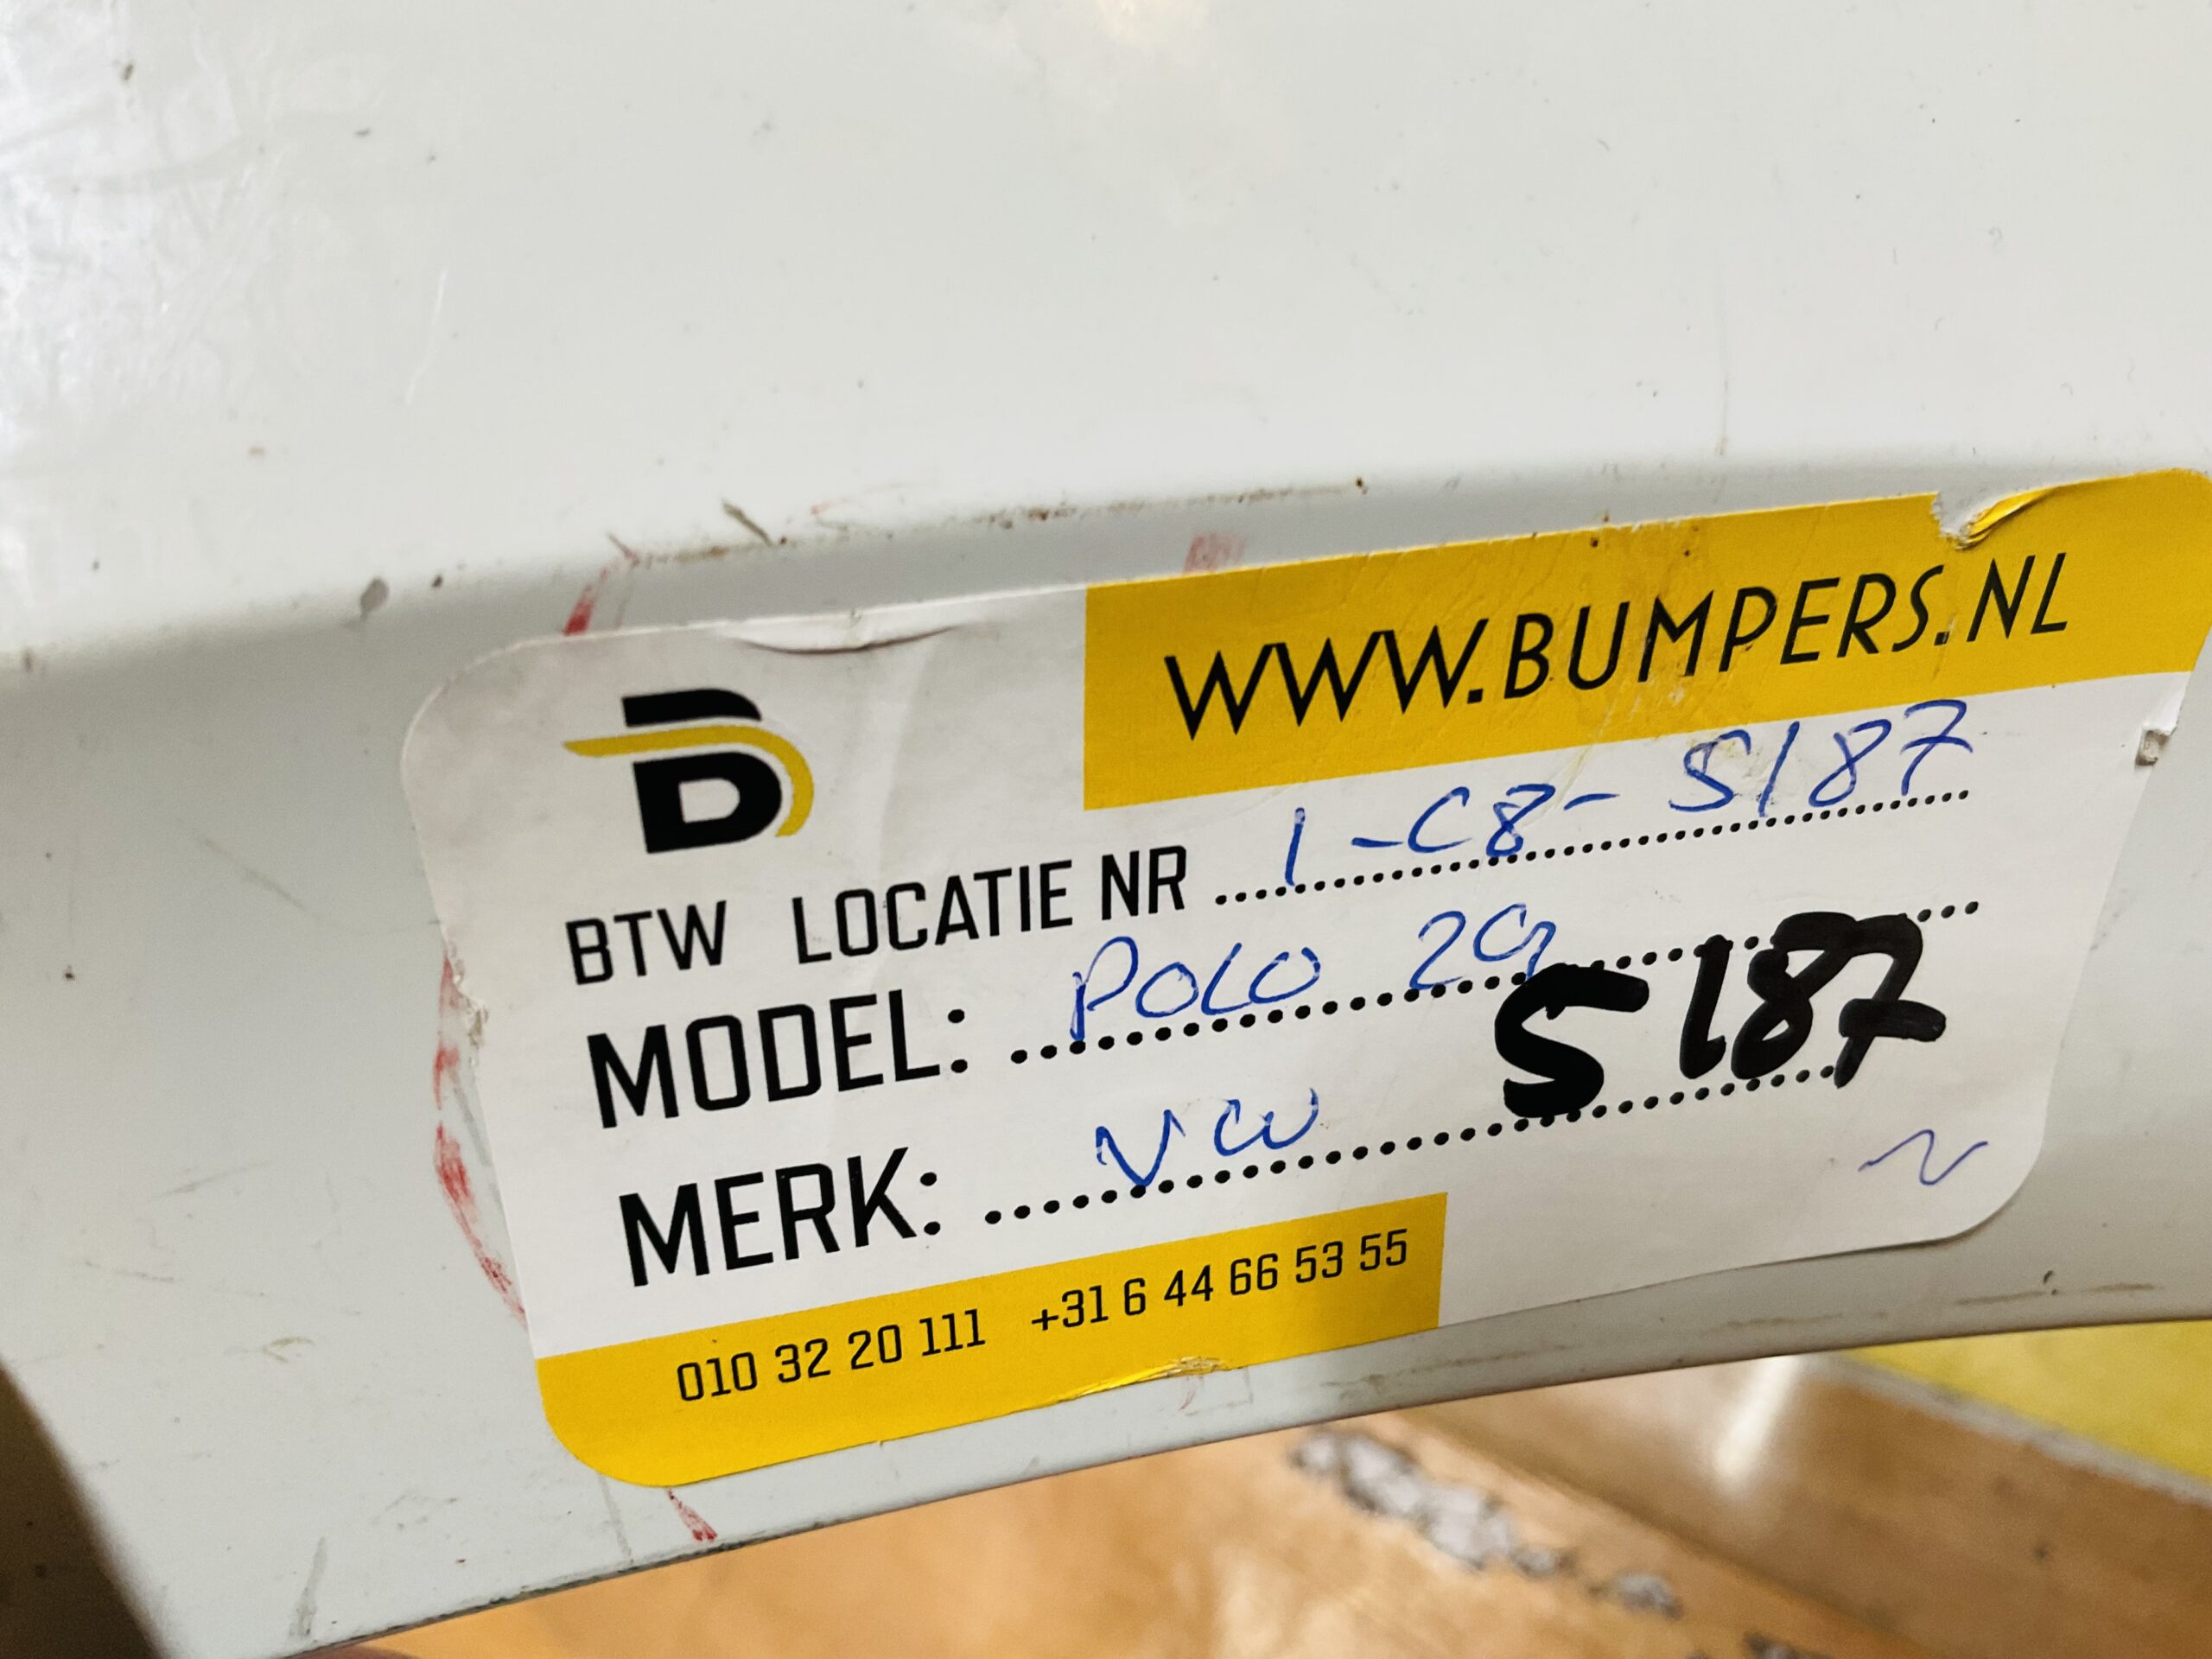 WWW.BUMPERS.NL
B
BTW LOCATIE NR 1-C8-S187
MODEL: POLO 2G
S187
MERK: VW
N
010 32 20 111 +31 6 44 66 53 55